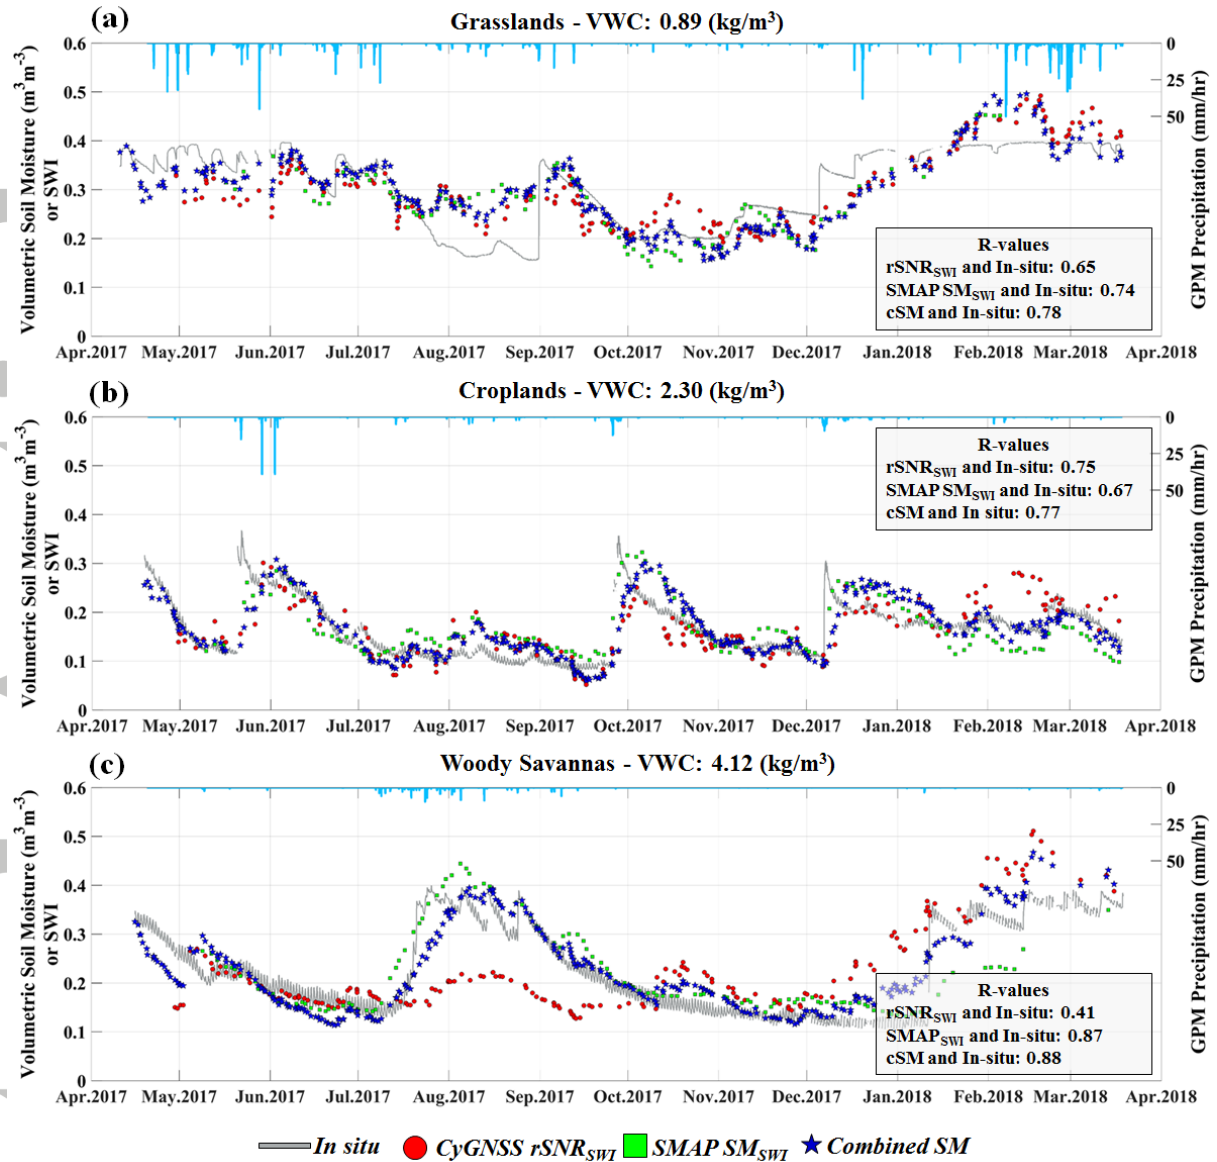 (a)
Grasslands - VWC: 0.89 (kg/m³)
Volumetric Soil Moisture (m³m⁻³)
or SWI
0.6
0.5
0.4
0.3
0.2
0.1
0
0
25
50
GPM Precipitation (mm/hr)
R-values
rSNR_SWI and In-situ: 0.65
SMAP SM_SWI and In-situ: 0.74
cSM and In-situ: 0.78
Apr.2017 May.2017 Jun.2017 Jul.2017 Aug.2017 Sep.2017 Oct.2017 Nov.2017 Dec.2017 Jan.2018 Feb.2018 Mar.2018 Apr.2018
(b)
Croplands - VWC: 2.30 (kg/m³)
Volumetric Soil Moisture (m³m⁻³)
or SWI
0.6
0.5
0.4
0.3
0.2
0.1
0
0
25
50
GPM Precipitation (mm/hr)
R-values
rSNR_SWI and In-situ: 0.75
SMAP SM_SWI and In-situ: 0.67
cSM and In situ: 0.77
Apr.2017 May.2017 Jun.2017 Jul.2017 Aug.2017 Sep.2017 Oct.2017 Nov.2017 Dec.2017 Jan.2018 Feb.2018 Mar.2018 Apr.2018
(c)
Woody Savannas - VWC: 4.12 (kg/m³)
Volumetric Soil Moisture (m³m⁻³)
or SWI
0.6
0.5
0.4
0.3
0.2
0.1
0
0
25
50
GPM Precipitation (mm/hr)
R-values
rSNR_SWI and In-situ: 0.41
SMAP_SWI and In-situ: 0.87
cSM and In-situ: 0.88
Apr.2017 May.2017 Jun.2017 Jul.2017 Aug.2017 Sep.2017 Oct.2017 Nov.2017 Dec.2017 Jan.2018 Feb.2018 Mar.2018 Apr.2018
In situ CyGNSS rSNR_SWI SMAP SM_SWI Combined SM